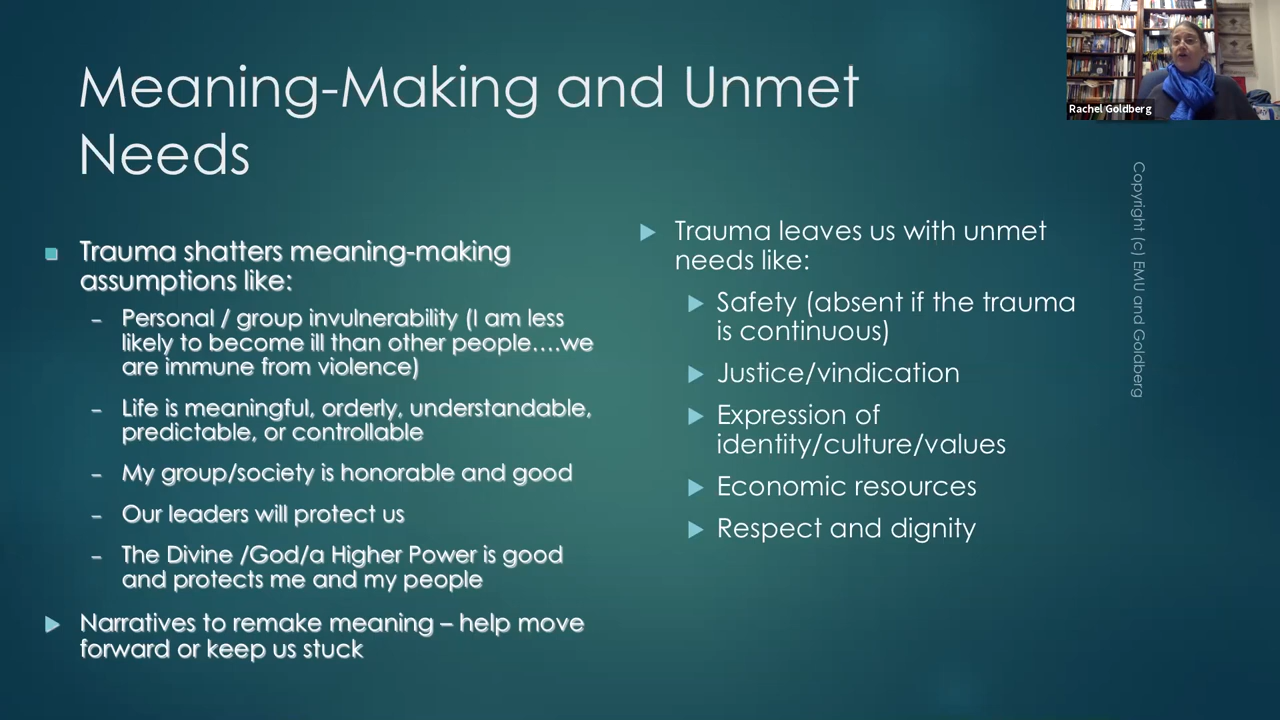 Meaning-Making and Unmet
Needs
Trauma shatters meaning-making
assumptions like:
– Personal / group invulnerability (I am less
likely to become ill than other people….we
are immune from violence)
– Life is meaningful, orderly, understandable,
predictable, or controllable
– My group/society is honorable and good
– Our leaders will protect us
– The Divine /God/a Higher Power is good
and protects me and my people
Narratives to remake meaning – help move
forward or keep us stuck
Trauma leaves us with unmet
needs like:
Safety (absent if the trauma
is continuous)
Justice/vindication
Expression of
identity/culture/values
Economic resources
Respect and dignity
Copyright (c) EMU and Goldberg
Rachel Goldberg